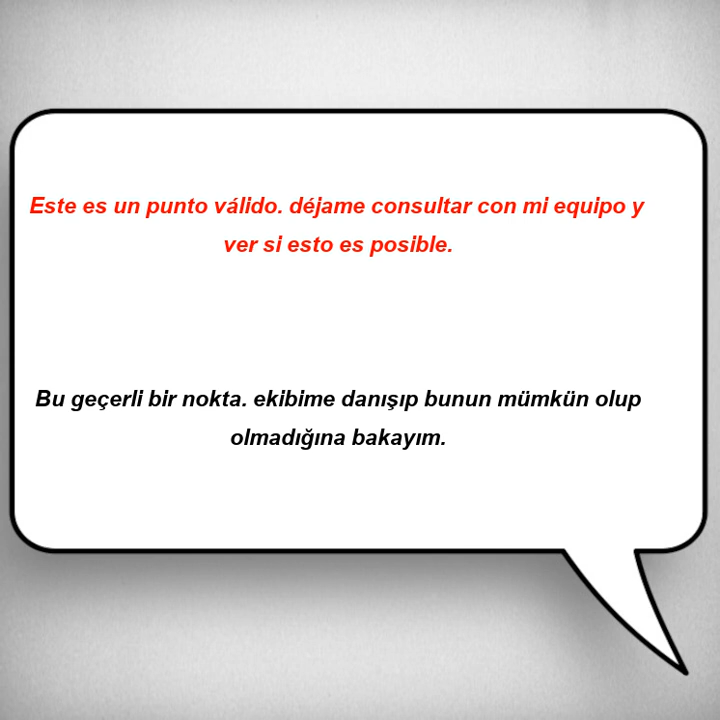 Este es un punto válido. déjame consultar con mi equipo y
ver si esto es posible.
Bu geçerli bir nokta. ekibime danışıp bunun mümkün olup
olmadığına bakayım.